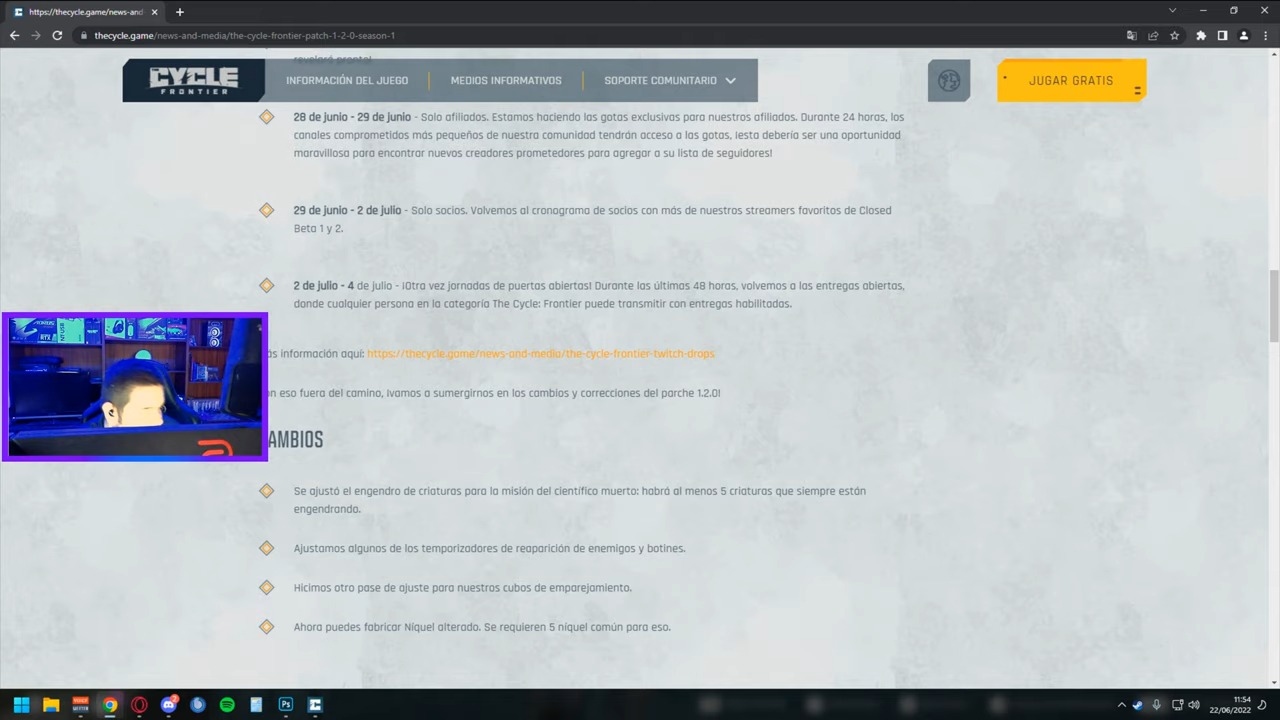 https://thecycle.game/news-and-
thecycle.game/news-and-media/the-cycle-frontier-patch-1-2-0-season-1
revelará pronto!
CYCLE
FRONTIER
INFORMACIÓN DEL JUEGO
MEDIOS INFORMATIVOS
SOPORTE COMUNITARIO
JUGAR GRATIS
28 de junio - 29 de junio - Solo afiliados. Estamos haciendo las gotas exclusivas para nuestros afiliados. Durante 24 horas, los
canales comprometidos más pequeños de nuestra comunidad tendrán acceso a las gotas, ¡esta debería ser una oportunidad
maravillosa para encontrar nuevos creadores prometedores para agregar a su lista de seguidores!
29 de junio - 2 de julio - Solo socios. Volvemos al cronograma de socios con más de nuestros streamers favoritos de Closed
Beta 1 y 2.
2 de julio - 4 de julio - ¡Otra vez jornadas de puertas abiertas! Durante las últimas 48 horas, volvemos a las entregas abiertas,
donde cualquier persona en la categoría The Cycle: Frontier puede transmitir con entregas habilitadas.
ás información aquí: https://thecycle.game/news-and-media/the-cycle-frontier-twitch-drops
on eso fuera del camino, ¡vamos a sumergirnos en los cambios y correcciones del parche 1.2.0!
AMBIOS
Se ajustó el engendro de criaturas para la misión del científico muerto: habrá al menos 5 criaturas que siempre están
engendrando.
Ajustamos algunos de los temporizadores de reaparición de enemigos y botines.
Hicimos otro pase de ajuste para nuestros cubos de emparejamiento.
Ahora puedes fabricar Níquel alterado. Se requieren 5 níquel común para eso.
Ps
2
11:54
22/06/2022